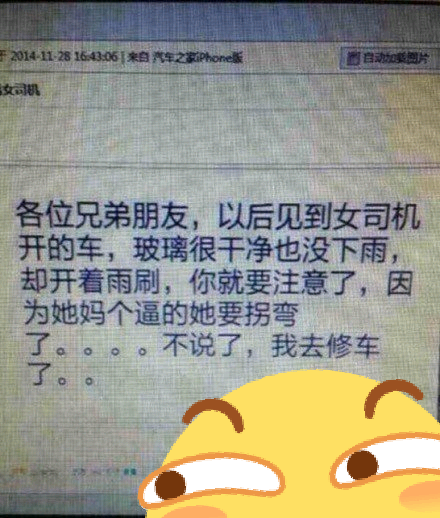 于 2014-11-28 16:43:06 | 来自 汽车之家iPhone版
自动加载图片
女司机
各位兄弟朋友，以后见到女司机
开的车，玻璃很干净也没下雨，
却开着雨刷，你就要注意了，因
为她妈个逼的她要拐弯
了。。。。不说了，我去修车
了。。